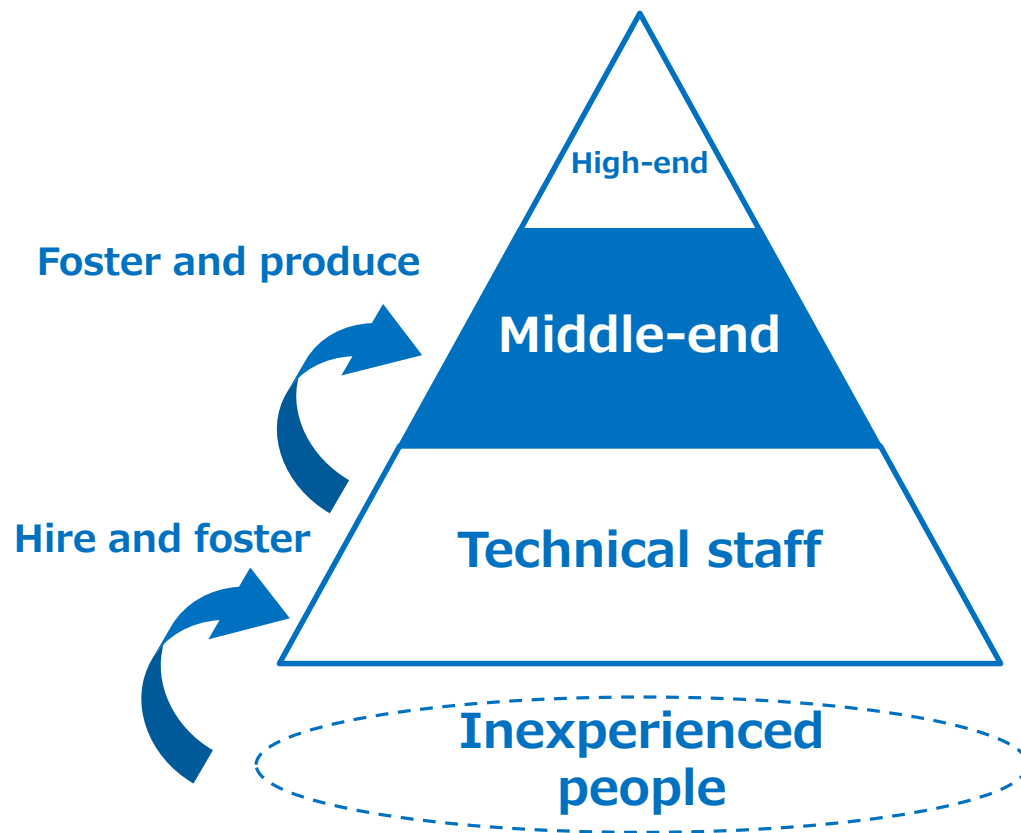 High-end
Foster and produce
Middle-end
Hire and foster
Technical staff
Inexperienced
people